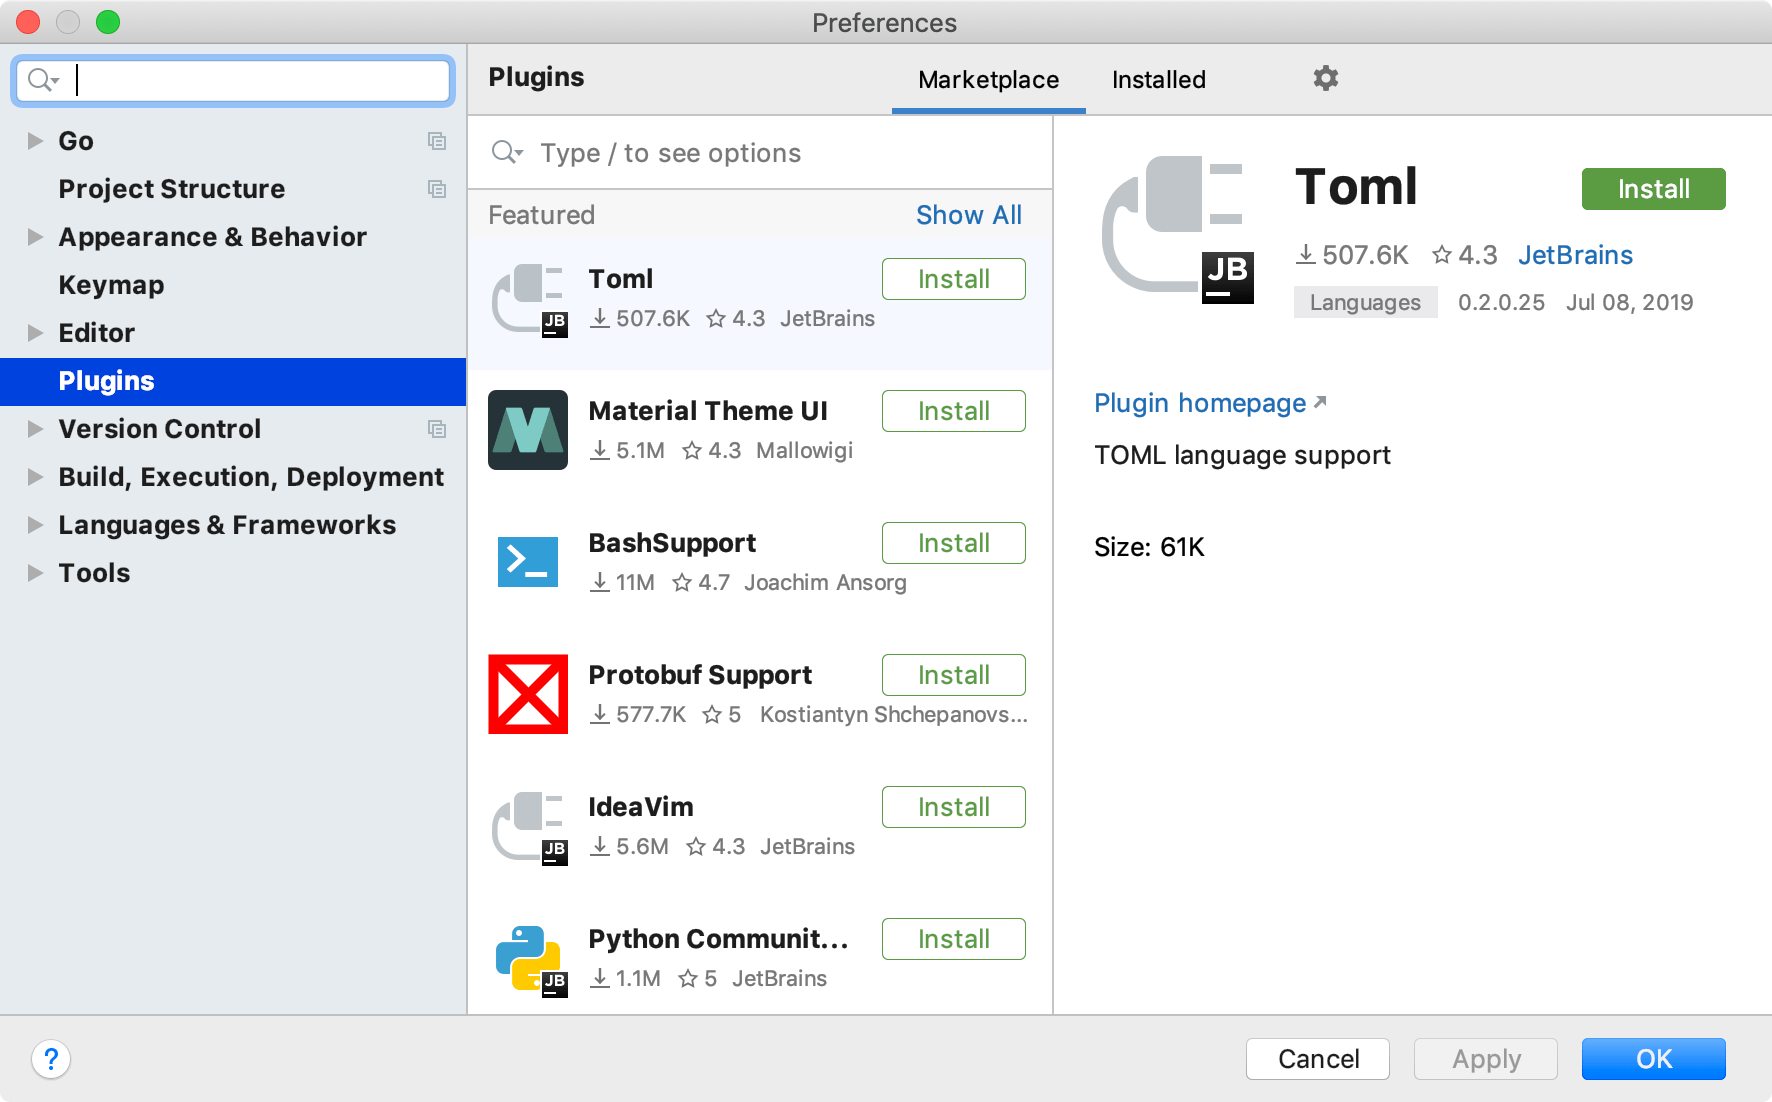 Preferences
Go
Project Structure
Appearance & Behavior
Keymap
Editor
Plugins
Version Control
Build, Execution, Deployment
Languages & Frameworks
Tools
Plugins
Marketplace
Installed
Type / to see options
Featured
Show All
Toml
Install
507.6K 4.3 JetBrains
JB
Material Theme UI
Install
5.1M 4.3 Mallowigi
BashSupport
Install
11M 4.7 Joachim Ansorg
Protobuf Support
Install
577.7K 5 Kostiantyn Shchepanovs...
IdeaVim
Install
5.6M 4.3 JetBrains
JB
Python Communit...
Install
1.1M 5 JetBrains
JB
JB
Toml
Install
507.6K 4.3 JetBrains
Languages 0.2.0.25 Jul 08, 2019
Plugin homepage
TOML language support
Size: 61K
?
Cancel
Apply
OK